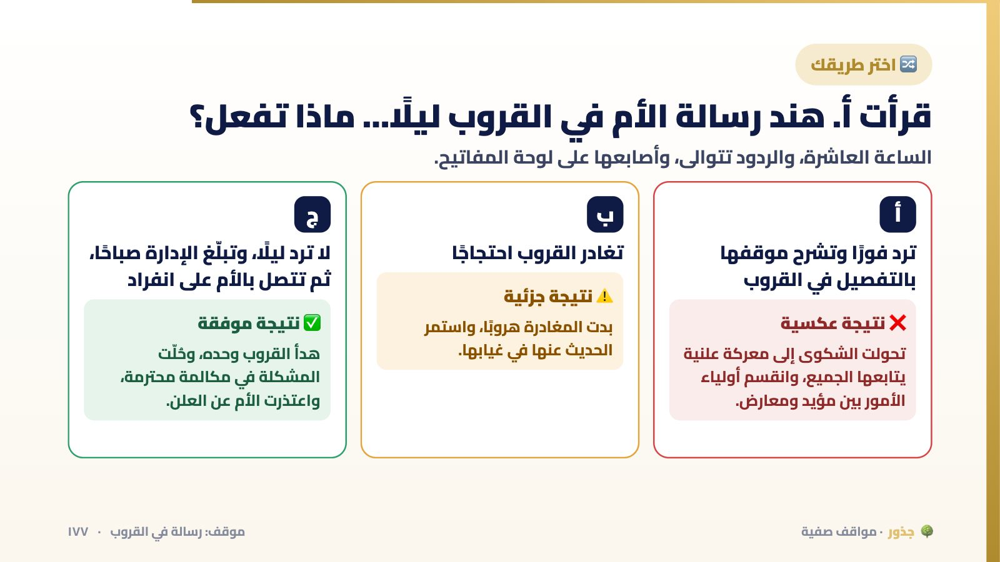 🔀 اختر طريقك
قرأت أ. هند رسالة الأم في القروب ليلًا... ماذا تفعل؟
الساعة العاشرة، والردود تتوالى، وأصابعها على لوحة المفاتيح.
أ
ترد فورًا وتشرح موقفها
بالتفصيل في القروب
❌ نتيجة عكسية
تحولت الشكوى إلى معركة علنية
يتابعها الجميع، وانقسم أولياء
الأمور بين مؤيد ومعارض.
ب
تغادر القروب احتجاجًا
⚠️ نتيجة جزئية
بدت المغادرة هروبًا، واستمر
الحديث عنها في غيابها.
ج
لا ترد ليلًا، وتبلّغ الإدارة صباحًا،
ثم تتصل بالأم على انفراد
✅ نتيجة موفقة
هدأ القروب وحده، وحُلّت
المشكلة في مكالمة محترمة،
واعتذرت الأم عن العلن.
🌳 جذور · مواقف صفية
موقف: رسالة في القروب · ١٧٧